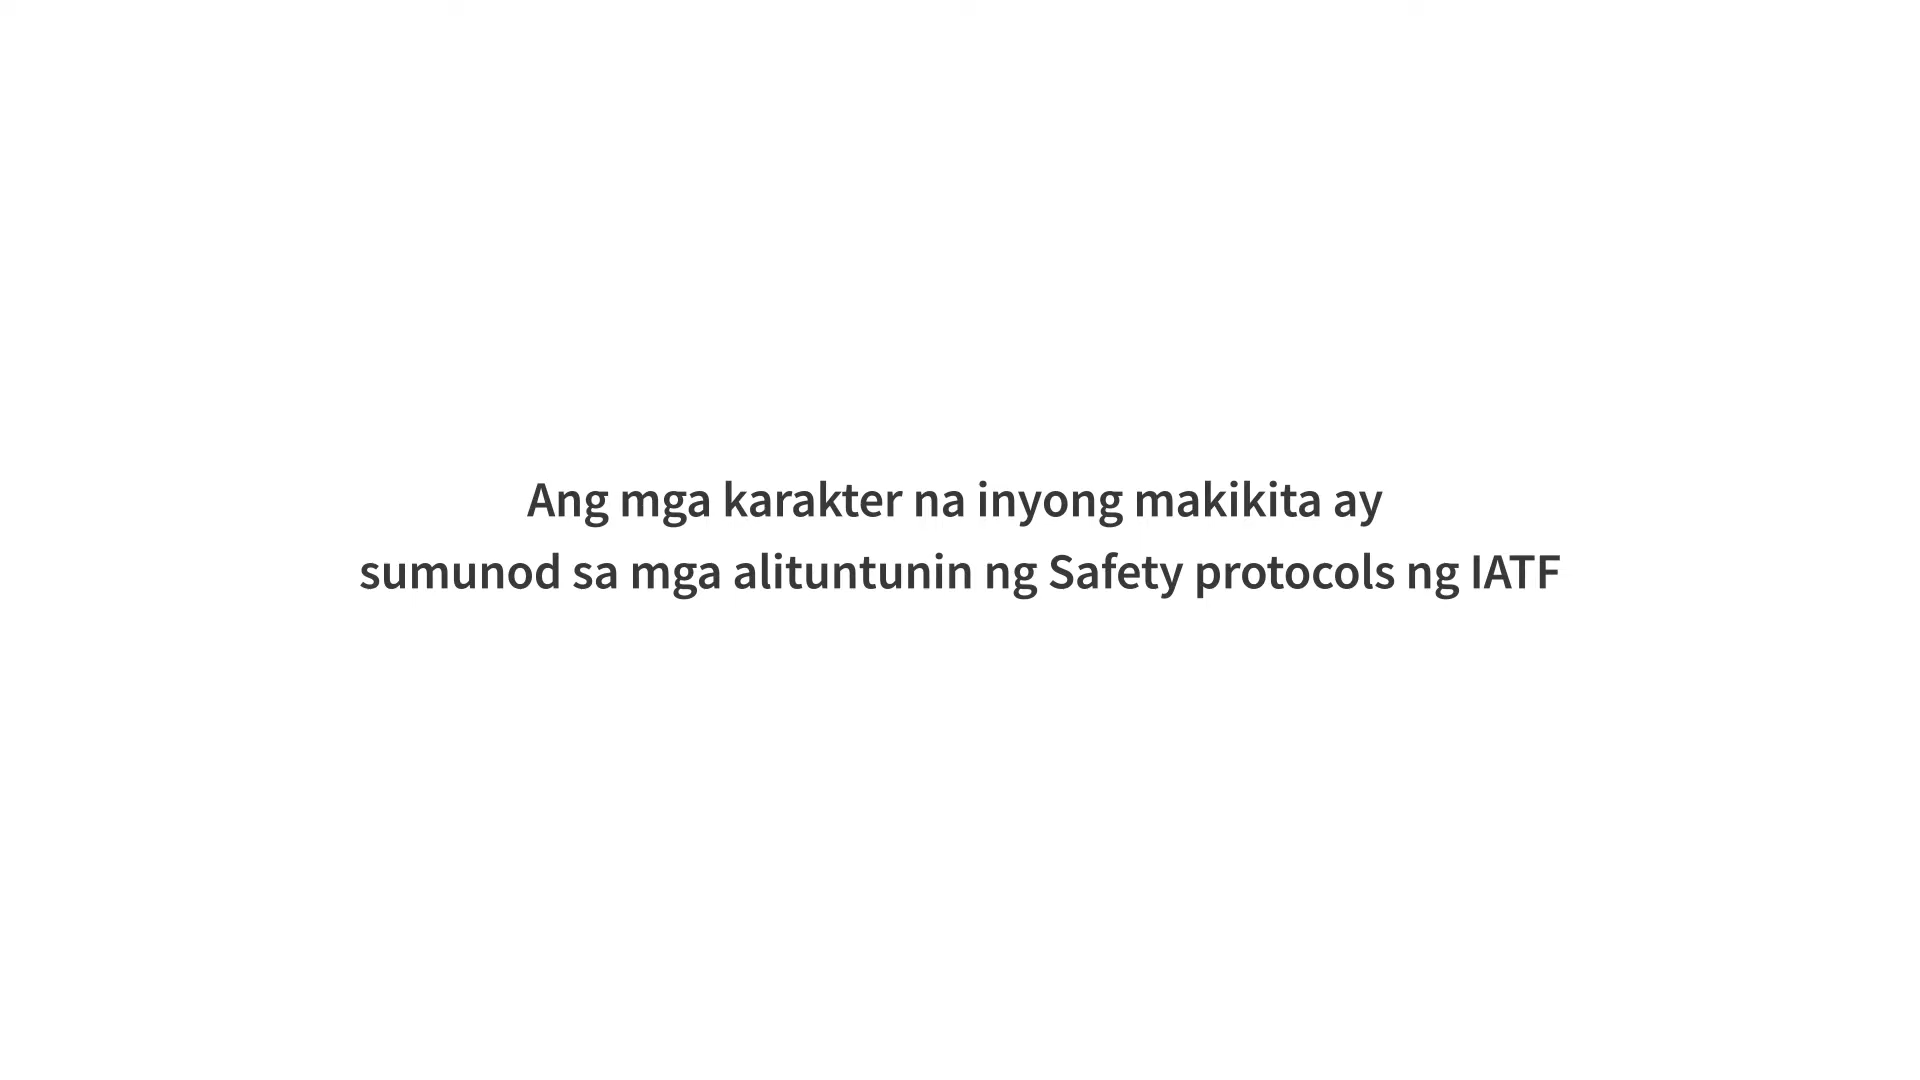 Ang mga karakter na inyong makikita ay
sumunod sa mga alituntunin ng Safety protocols ng IATF